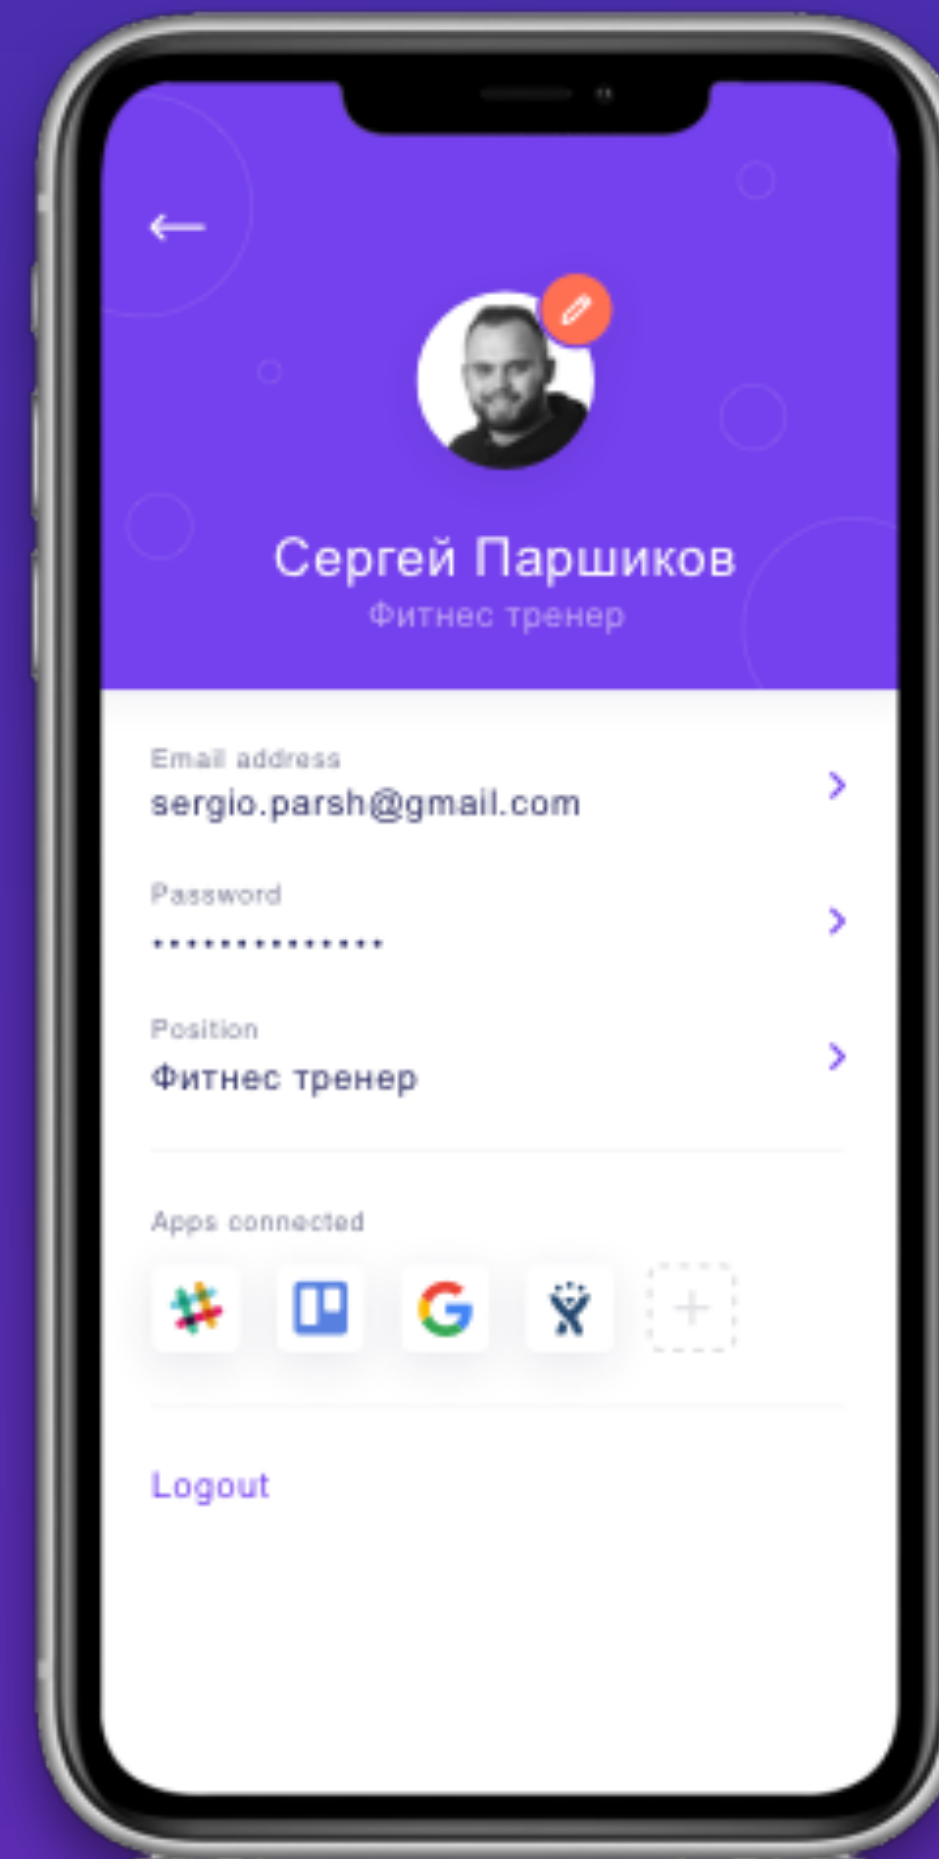 Сергей Паршиков
Фитнес тренер
Email address
sergio.parsh@gmail.com
Password
••••••••••••••
Position
Фитнес тренер
Apps connected
Logout